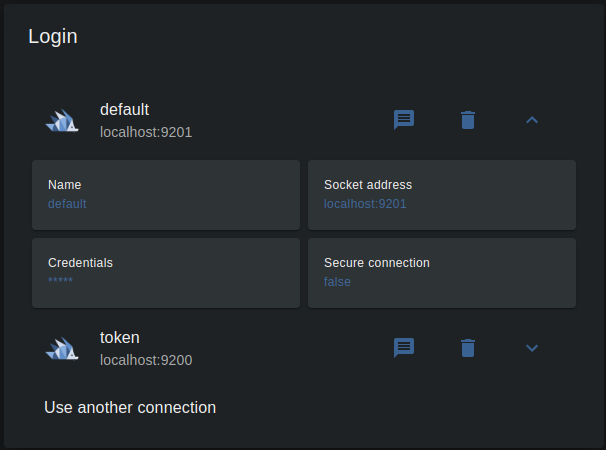 Login
default
localhost:9201
Name
default
Socket address
localhost:9201
Credentials
*****
Secure connection
false
token
localhost:9200
Use another connection